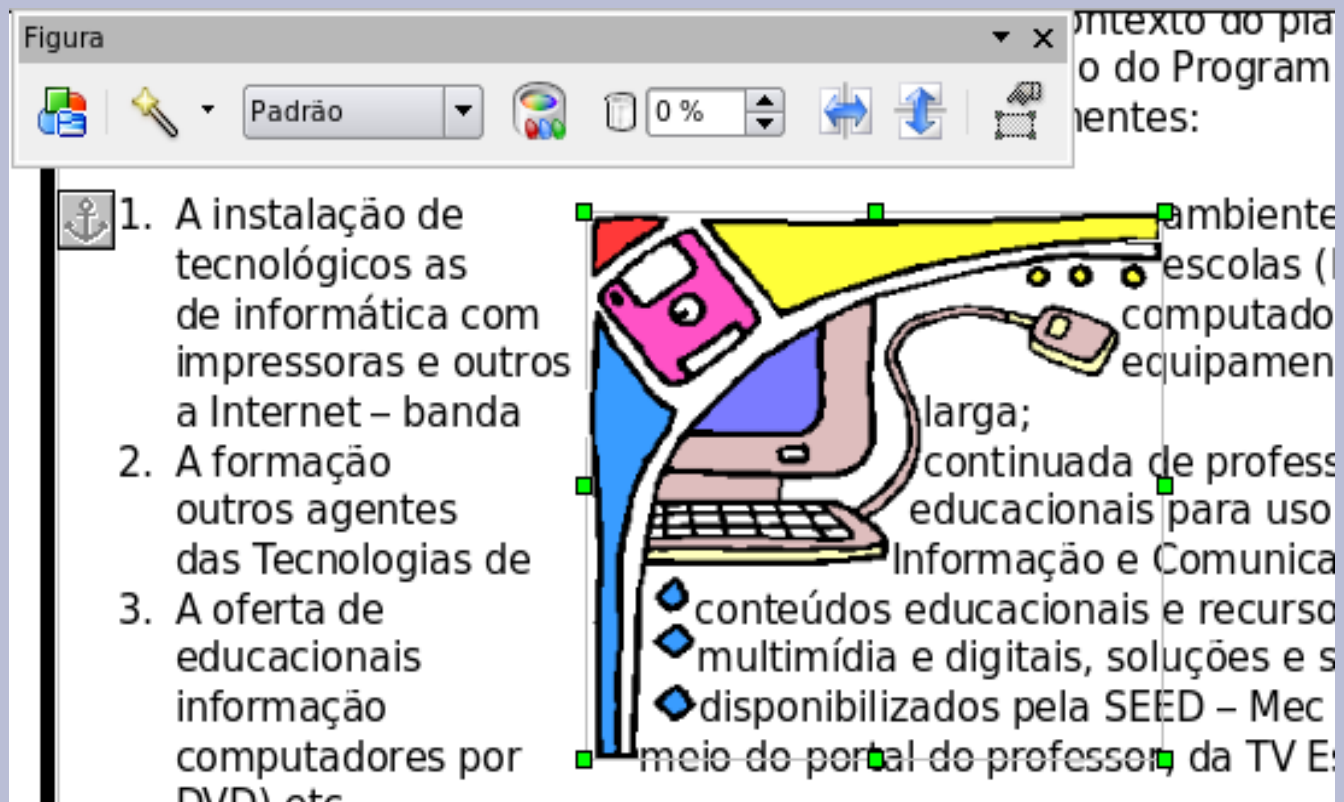 Figura
ontexto do pla
o do Program
Padrão 0 %
nentes:
1. A instalação de ambiente
tecnológicos as escolas (
de informática com computado
impressoras e outros equipamen
a Internet – banda larga;
2. A formação continuada de profess
outros agentes educacionais para uso
das Tecnologias de Informação e Comunica
3. A oferta de conteúdos educacionais e recurso
educacionais multimídia e digitais, soluções e s
informação disponibilizados pela SEED – Mec
computadores por meio do portal do professor, da TV Es
DVD) etc